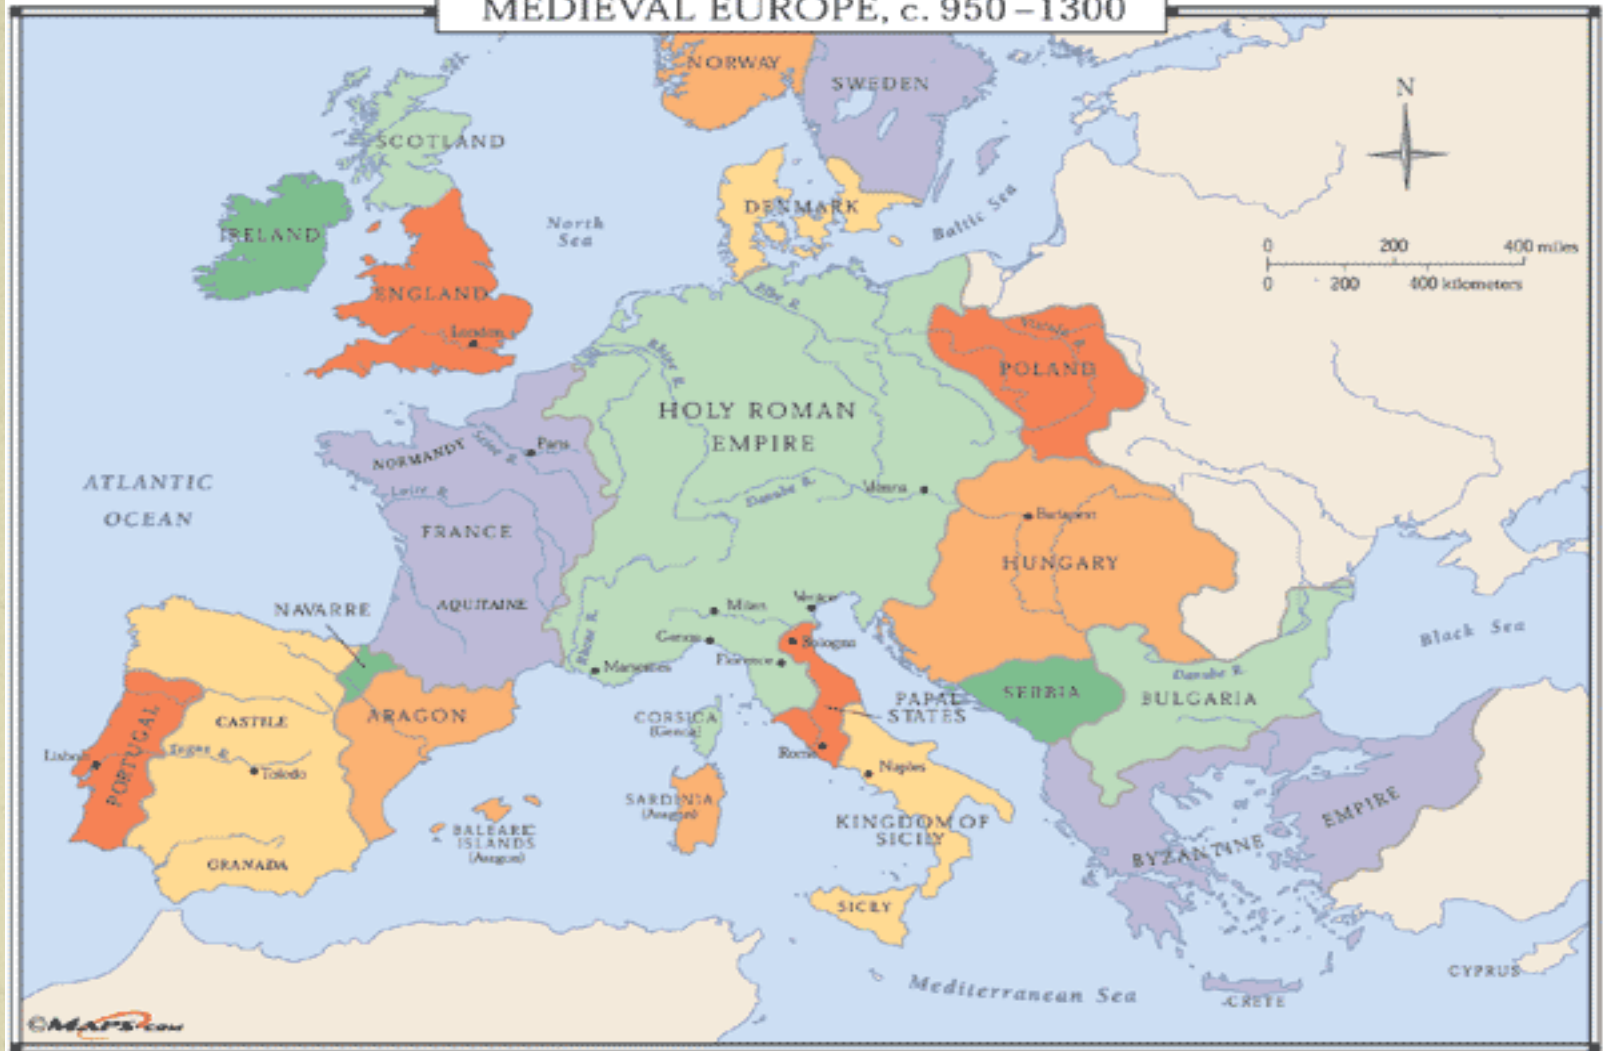 MEDIEVAL EUROPE, c. 950–1300
NORWAY
SWEDEN
N
SCOTLAND
IRELAND
North
Sea
DENMARK
Baltic Sea
0 200 400 miles
0 200 400 kilometers
ENGLAND
London
Elbe R.
Vistula R.
Rhine R.
POLAND
HOLY ROMAN
EMPIRE
Paris
NORMANDY
Seine R.
ATLANTIC
OCEAN
Loire R.
Danube R.
Vienna
Budapest
FRANCE
HUNGARY
NAVARRE
AQUITAINE
Milan
Venice
Rhone R.
Genoa
Bologna
Florence
Marseilles
Black Sea
Danube R.
SERBIA
BULGARIA
PAPAL
STATES
PORTUGAL
CASTILE
ARAGON
CORSICA
(Genoa)
Lisbon
Tagus R.
Toledo
Rome
Naples
SARDINIA
(Aragon)
BALEARIC
ISLANDS
(Aragon)
KINGDOM OF
SICILY
BYZANTINE EMPIRE
GRANADA
SICILY
Mediterranean Sea
CRETE
CYPRUS
©MAPS.COM